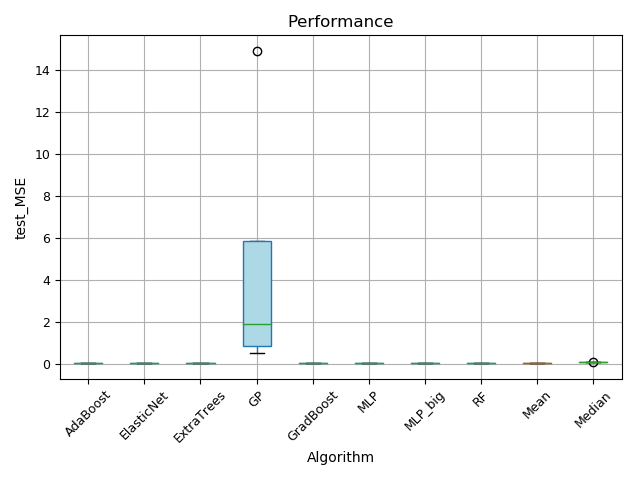 Performance
test_MSE
14
12
10
8
6
4
2
0
AdaBoost
ElasticNet
ExtraTrees
GP
GradBoost
MLP
MLP_big
RF
Mean
Median
Algorithm